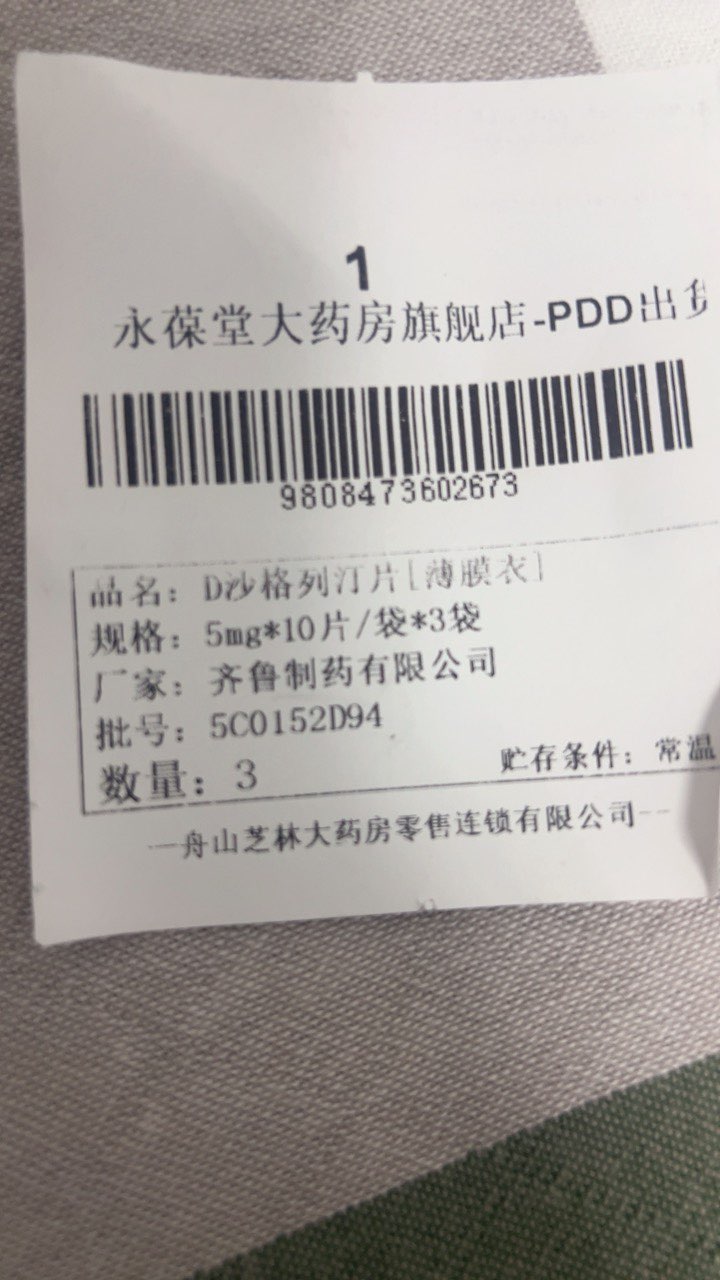 1
永葆堂大药房旗舰店-PDD出
9808473602673
品名：D沙格列汀片[薄膜衣]
规格：5mg*10片/袋*3袋
厂家：齐鲁制药有限公司
批号：5C0152D94
数量：3
贮存条件：常温
—舟山芝林大药房零售连锁有限公司--